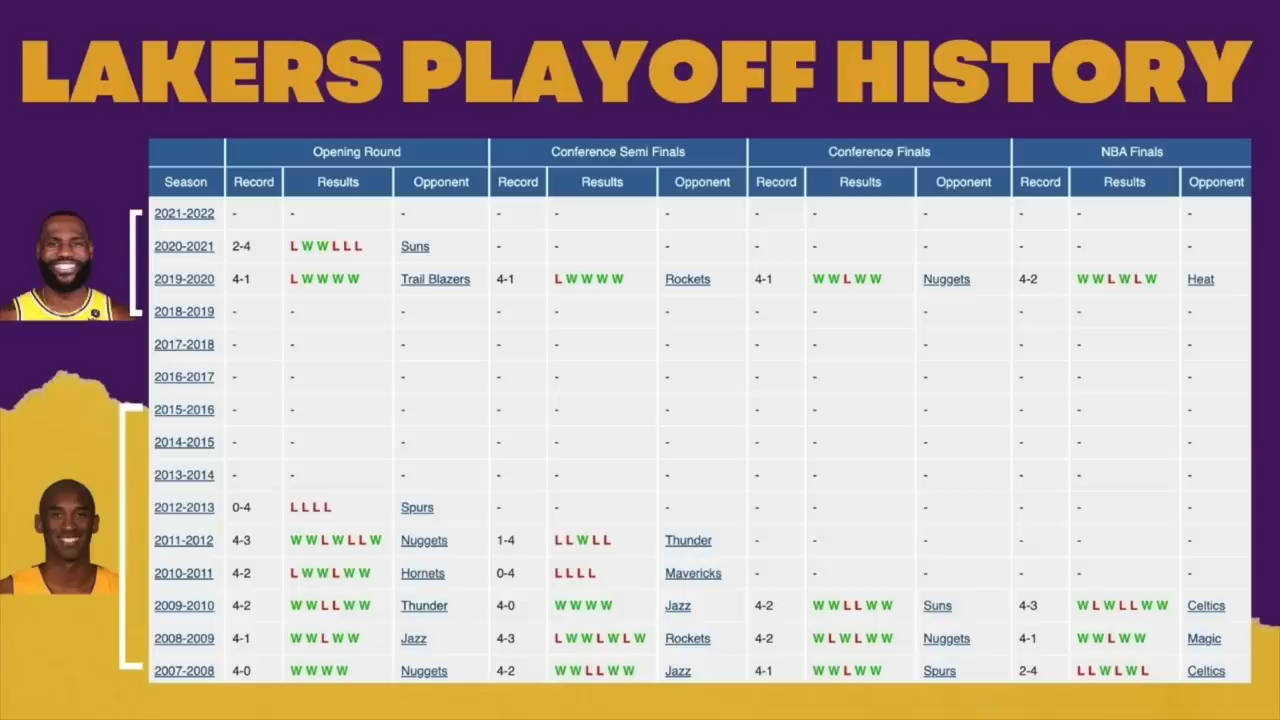 LAKERS PLAYOFF HISTORY
Opening Round Conference Semi Finals Conference Finals NBA Finals
Season Record Results Opponent Record Results Opponent Record Results Opponent Record Results Opponent
2021-2022 - - - - - - - - - - - -
2020-2021 2-4 L W W L L L Suns - - - - - - - - -
2019-2020 4-1 L W W W W Trail Blazers 4-1 L W W W W Rockets 4-1 W W L W W Nuggets 4-2 W W L W L W Heat
2018-2019 - - - - - - - - - - - -
2017-2018 - - - - - - - - - - - -
2016-2017 - - - - - - - - - - - -
2015-2016 - - - - - - - - - - - -
2014-2015 - - - - - - - - - - - -
2013-2014 - - - - - - - - - - - -
2012-2013 0-4 L L L L Spurs - - - - - - - - -
2011-2012 4-3 W W L W L L W Nuggets 1-4 L L W L L Thunder - - - - - -
2010-2011 4-2 L W W L W W Hornets 0-4 L L L L Mavericks - - - - - -
2009-2010 4-2 W W L L W W Thunder 4-0 W W W W Jazz 4-2 W W L L W W Suns 4-3 W L W L L W W Celtics
2008-2009 4-1 W W L W W Jazz 4-3 L W W L W L W Rockets 4-2 W L W L W W Nuggets 4-1 W W L W W Magic
2007-2008 4-0 W W W W Nuggets 4-2 W W L L W W Jazz 4-1 W W L W W Spurs 2-4 L L W L W L Celtics